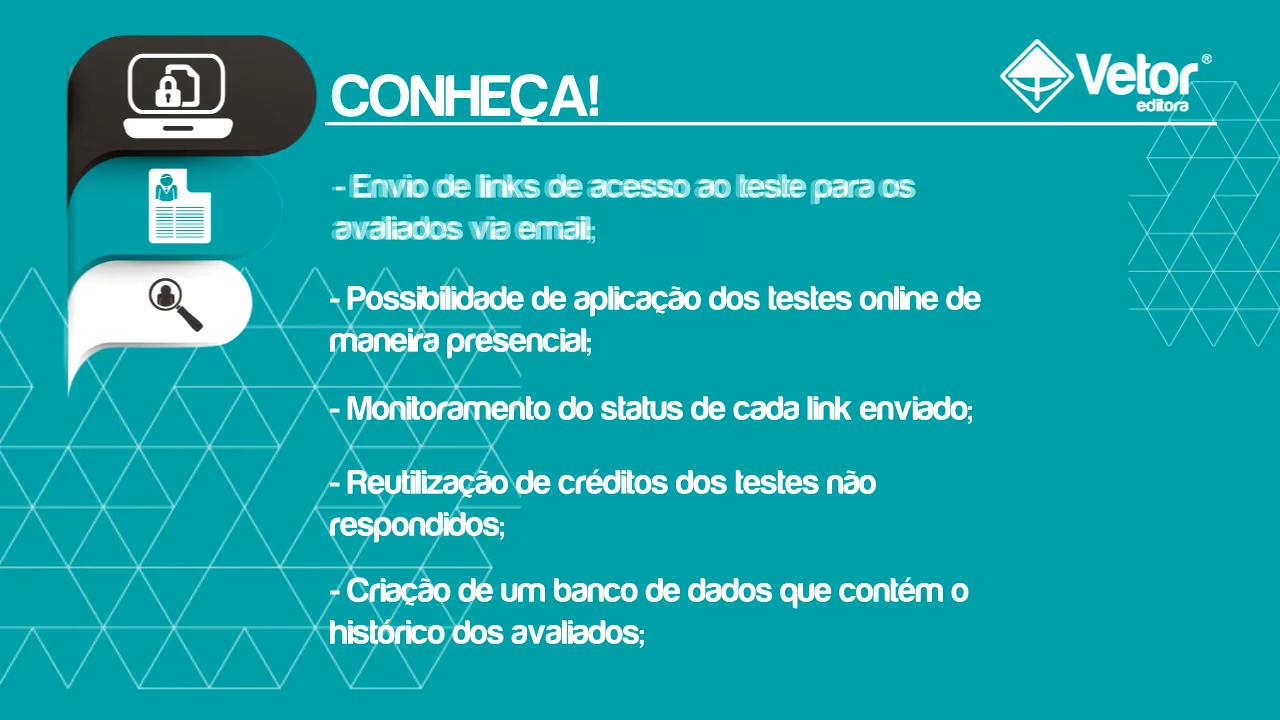 CONHEÇA!
Vetor®
editora
- Envio de links de acesso ao teste para os
avaliados via email;
- Possibilidade de aplicação dos testes online de
maneira presencial;
- Monitoramento do status de cada link enviado;
- Reutilização de créditos dos testes não
respondidos;
- Criação de um banco de dados que contém o
histórico dos avaliados;